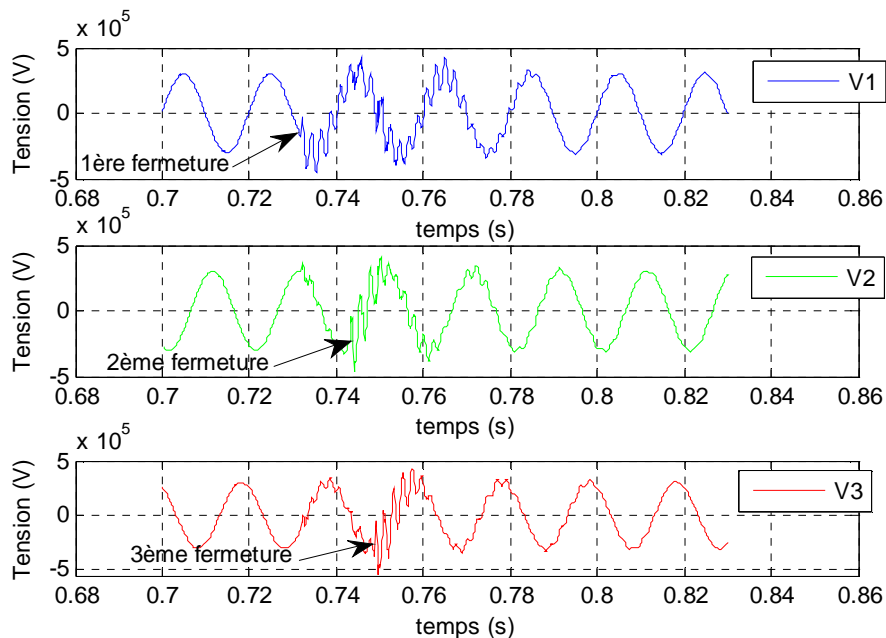 x 10^5
Tension (V)
5
0
-5
V1
1ère fermeture
0.68 0.7 0.72 0.74 0.76 0.78 0.8 0.82 0.84 0.86
temps (s)
x 10^5
Tension (V)
5
0
-5
V2
2ème fermeture
0.68 0.7 0.72 0.74 0.76 0.78 0.8 0.82 0.84 0.86
temps (s)
x 10^5
Tension (V)
5
0
-5
V3
3ème fermeture
0.68 0.7 0.72 0.74 0.76 0.78 0.8 0.82 0.84 0.86
temps (s)